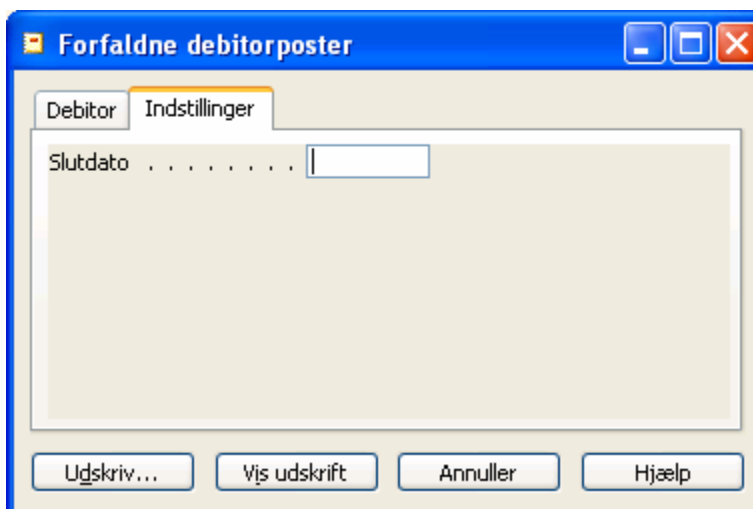 Forfaldne debitorposter
Debitor Indstillinger
Slutdato . . . . . . . .
Udskriv... Vis udskrift Annuller Hjælp